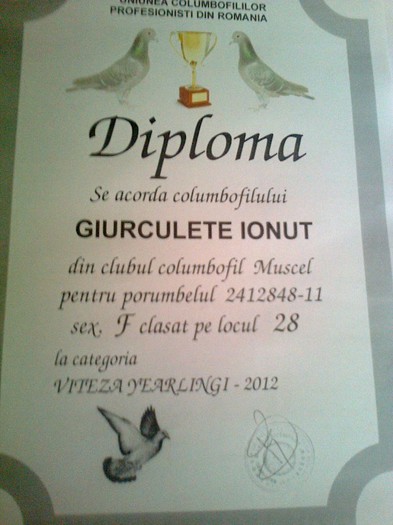 UNIUNEA COLUMBOFILILOR
PROFESIONISTI DIN ROMANIA
Diploma
Se acorda columbofilului
GIURCULETE IONUT
din clubul columbofil Muscel
pentru porumbelul 2412848-11
sex. F clasat pe locul 28
la categoria
VITEZA YEARLINGI - 2012